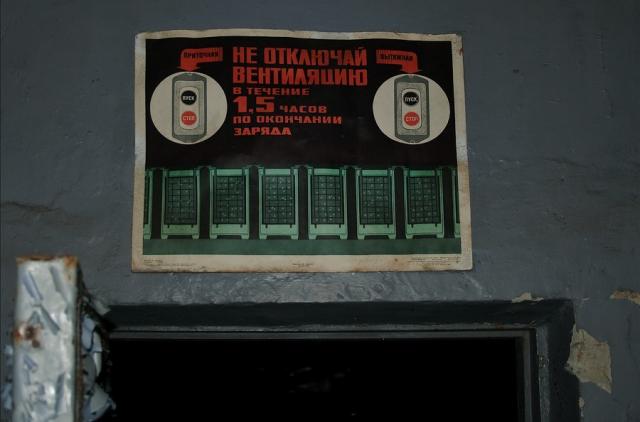 ПРИТОЧНАЯ
НЕ ОТКЛЮЧАЙ
ВЫТЯЖНАЯ
ВЕНТИЛЯЦИЮ
В ТЕЧЕНИЕ
1,5 ЧАСОВ
ПО ОКОНЧАНИИ
ЗАРЯДА
ПУСК
СТОП
ПУСК
СТОП